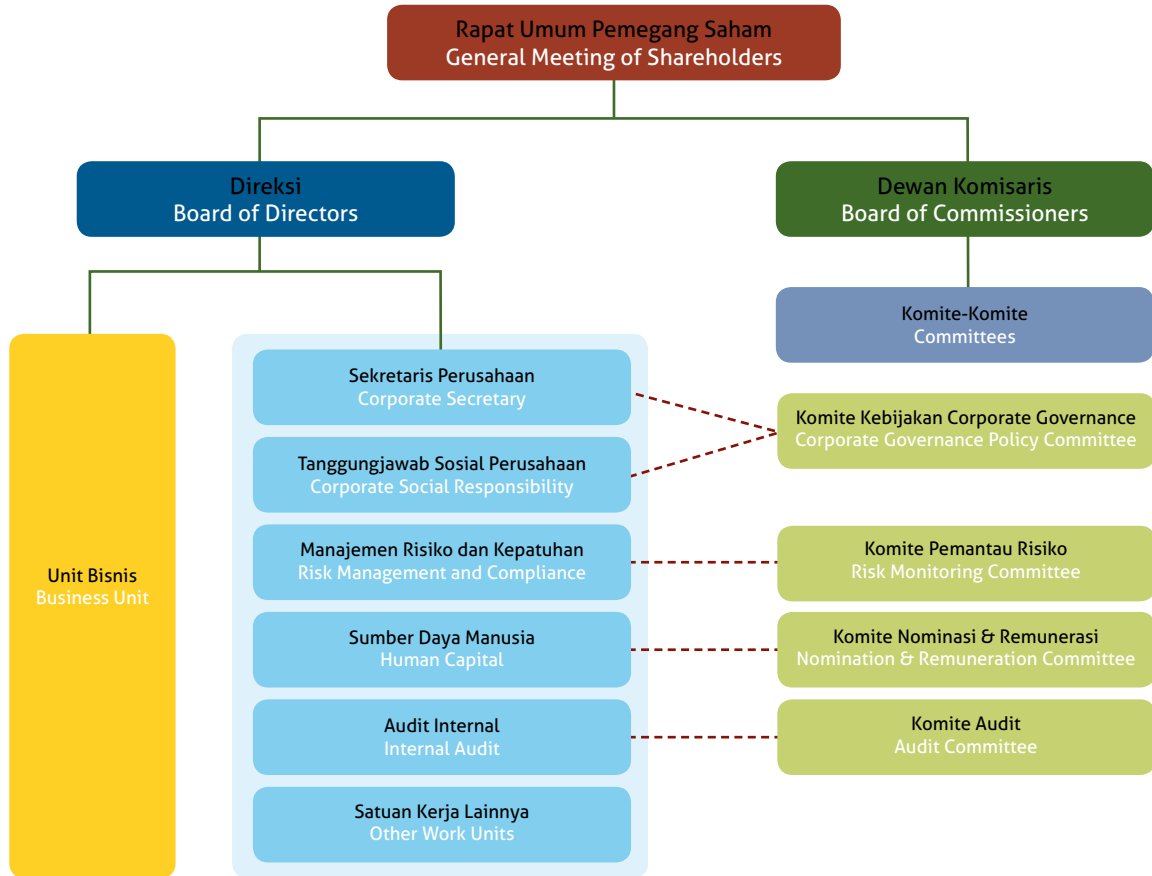 Rapat Umum Pemegang Saham
General Meeting of Shareholders
Direksi
Board of Directors
Dewan Komisaris
Board of Commissioners
Komite-Komite
Committees
Unit Bisnis
Business Unit
Sekretaris Perusahaan
Corporate Secretary
Tanggungjawab Sosial Perusahaan
Corporate Social Responsibility
Manajemen Risiko dan Kepatuhan
Risk Management and Compliance
Sumber Daya Manusia
Human Capital
Audit Internal
Internal Audit
Satuan Kerja Lainnya
Other Work Units
Komite Kebijakan Corporate Governance
Corporate Governance Policy Committee
Komite Pemantau Risiko
Risk Monitoring Committee
Komite Nominasi & Remunerasi
Nomination & Remuneration Committee
Komite Audit
Audit Committee